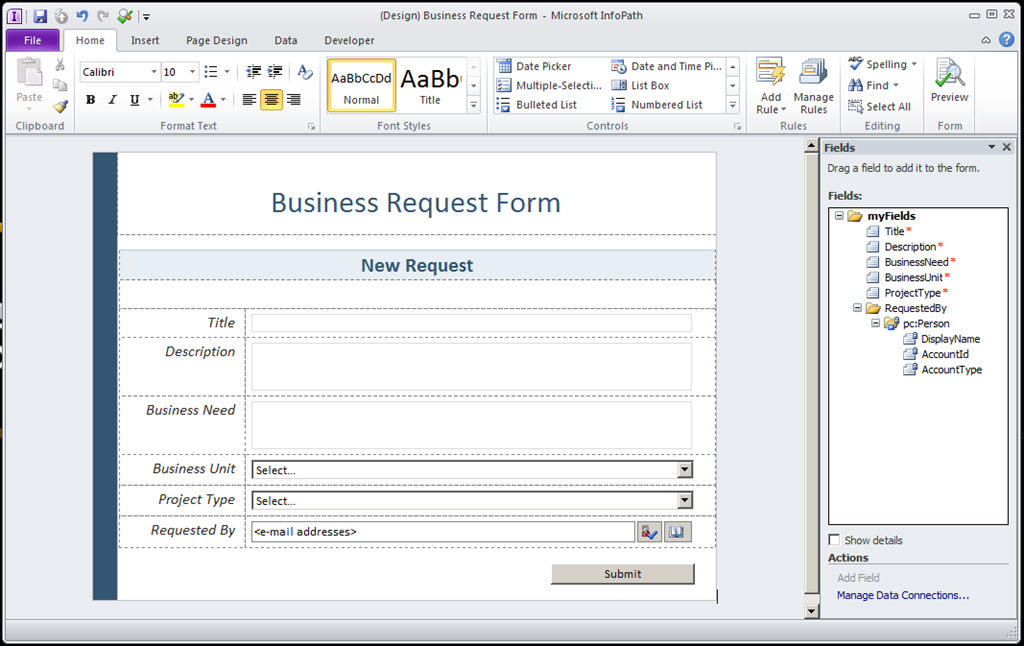 (Design) Business Request Form - Microsoft InfoPath
File Home Insert Page Design Data Developer
Paste
Clipboard
Calibri 10
B I U
Format Text
AaBbCcDd AaBb
Normal Title
Font Styles
Date Picker Date and Time Pi...
Multiple-Selecti... List Box
Bulleted List Numbered List
Controls
Add Rule Manage Rules
Rules
Spelling
Find
Select All
Editing
Preview
Form
Business Request Form
New Request
Title
Description
Business Need
Business Unit Select...
Project Type Select...
Requested By <e-mail addresses>
Submit
Fields
Drag a field to add it to the form.
Fields:
myFields
Title*
Description*
BusinessNeed*
BusinessUnit*
ProjectType*
RequestedBy
pc:Person
DisplayName
AccountId
AccountType
Show details
Actions
Add Field
Manage Data Connections...